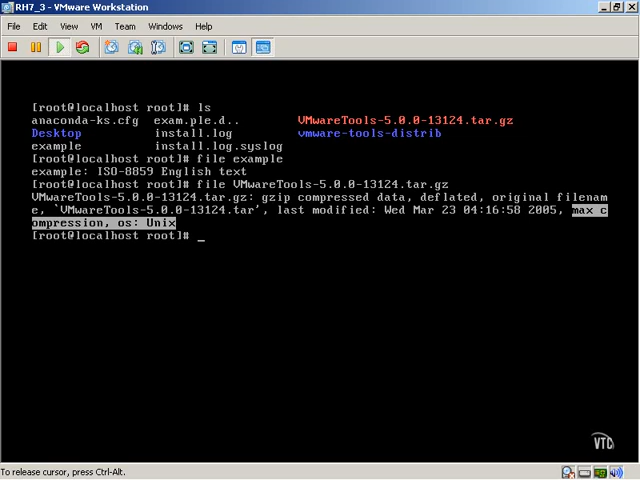 RH7_3 - VMware Workstation
File Edit View VM Team Windows Help
[root@localhost root]# ls
anaconda-ks.cfg exam.ple.d.. VMwareTools-5.0.0-13124.tar.gz
Desktop install.log vmware-tools-distrib
example install.log.syslog
[root@localhost root]# file example
example: ISO-8859 English text
[root@localhost root]# file VMwareTools-5.0.0-13124.tar.gz
VMwareTools-5.0.0-13124.tar.gz: gzip compressed data, deflated, original filenam
e, `VMwareTools-5.0.0-13124.tar', last modified: Wed Mar 23 04:16:58 2005, max c
ompression, os: Unix
[root@localhost root]# _
VTC
To release cursor, press Ctrl-Alt.